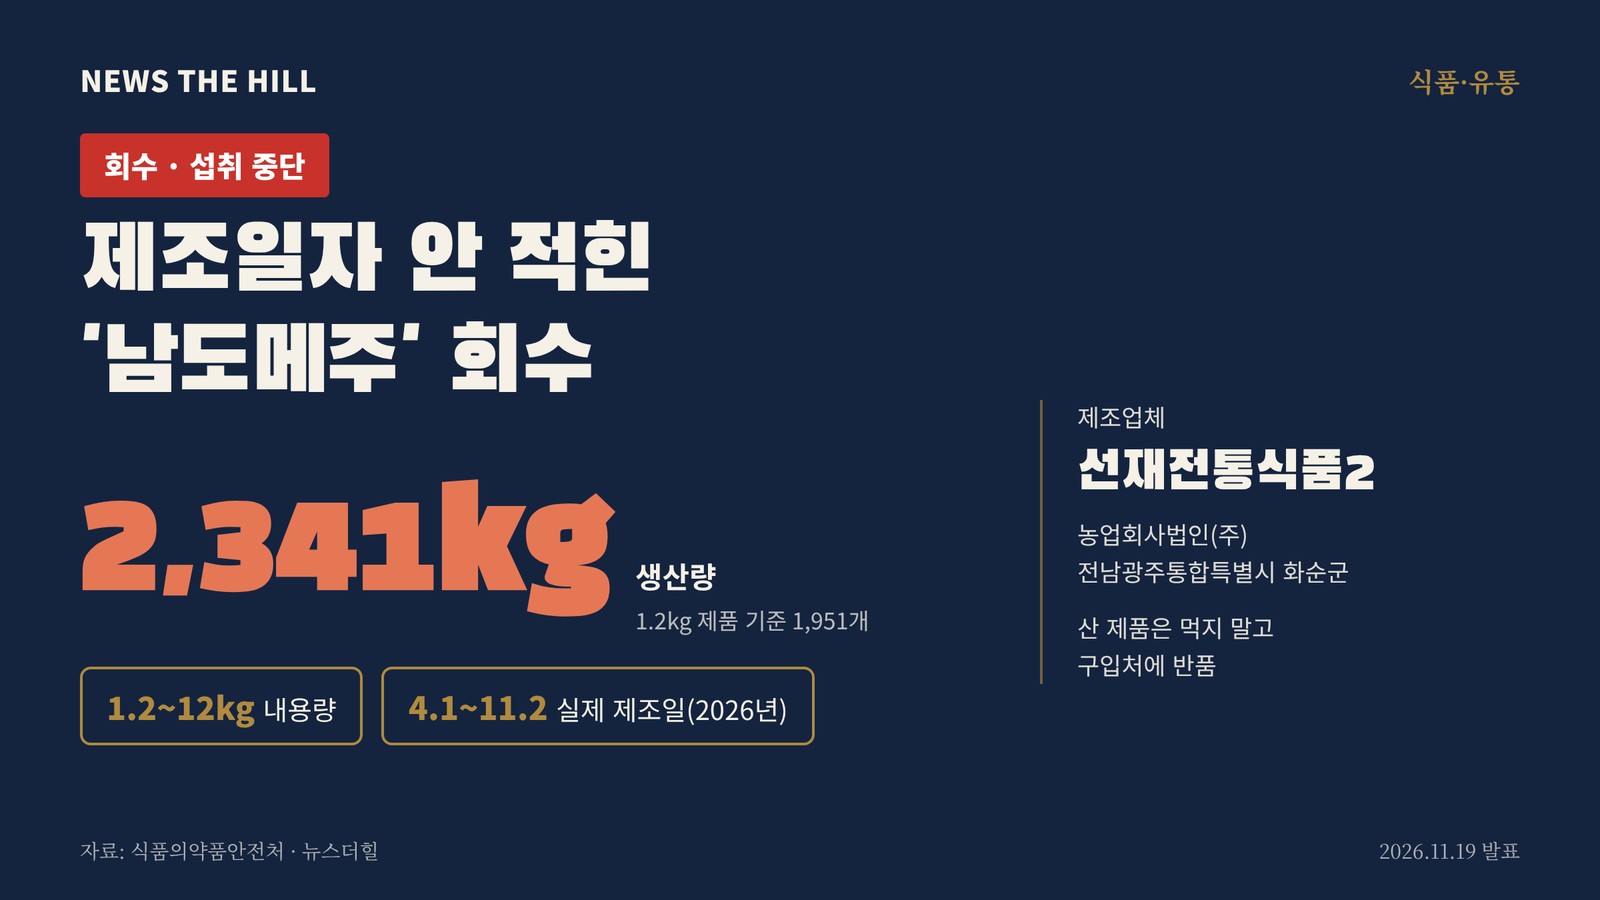 NEWS THE HILL
식품·유통
회수 · 섭취 중단
제조일자 안 적힌
'남도메주' 회수
2,341kg
생산량
1.2kg 제품 기준 1,951개
1.2~12kg 내용량
4.1~11.2 실제 제조일(2026년)
제조업체
선재전통식품2
농업회사법인(주)
전남광주통합특별시 화순군
산 제품은 먹지 말고
구입처에 반품
자료: 식품의약품안전처 · 뉴스더힐
2026.11.19 발표